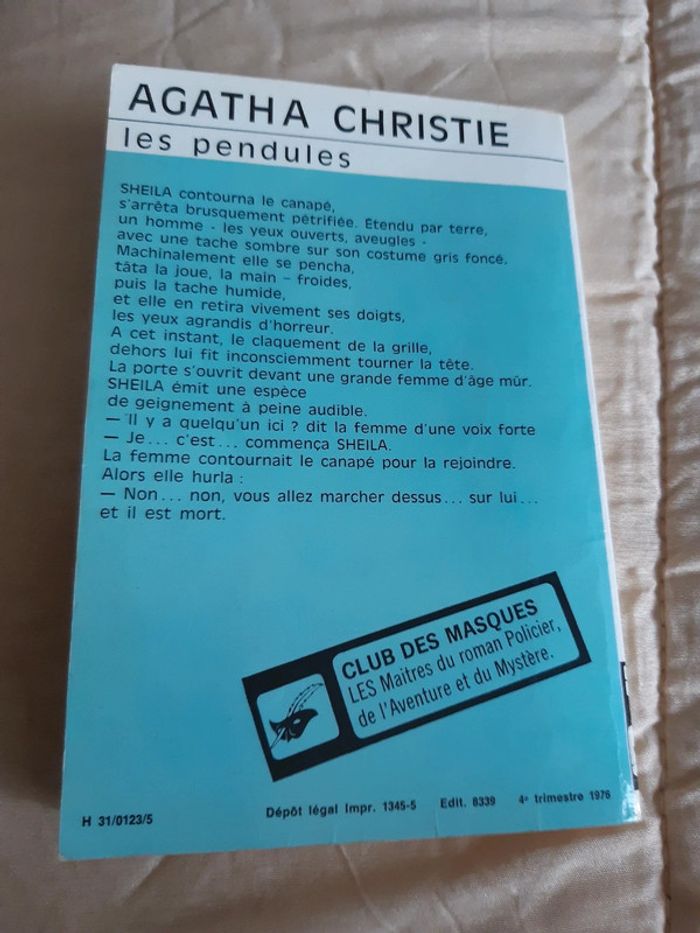 AGATHA CHRISTIE
les pendules
SHEILA contourna le canapé,
s'arrêta brusquement pétrifiée. Etendu par terre,
un homme - les yeux ouverts, aveugles -
avec une tache sombre sur son costume gris foncé.
Machinalement elle se pencha,
tâta la joue, la main – froides,
puis la tache humide,
et elle en retira vivement ses doigts,
les yeux agrandis d'horreur.
A cet instant, le claquement de la grille,
dehors lui fit inconsciemment tourner la tête.
La porte s'ouvrit devant une grande femme d'âge mûr.
SHEILA émit une espèce
de geignement à peine audible.
— Il y a quelqu'un ici ? dit la femme d'une voix forte
— Je... c'est... commença SHEILA.
La femme contournait le canapé pour la rejoindre.
Alors elle hurla :
— Non... non, vous allez marcher dessus... sur lui...
et il est mort.
CLUB DES MASQUES
LES Maitres du roman Policier,
de l'Aventure et du Mystère.
H 31/0123/5 Dépôt légal Impr. 1345-5 Edit. 8339 4e trimestre 1976